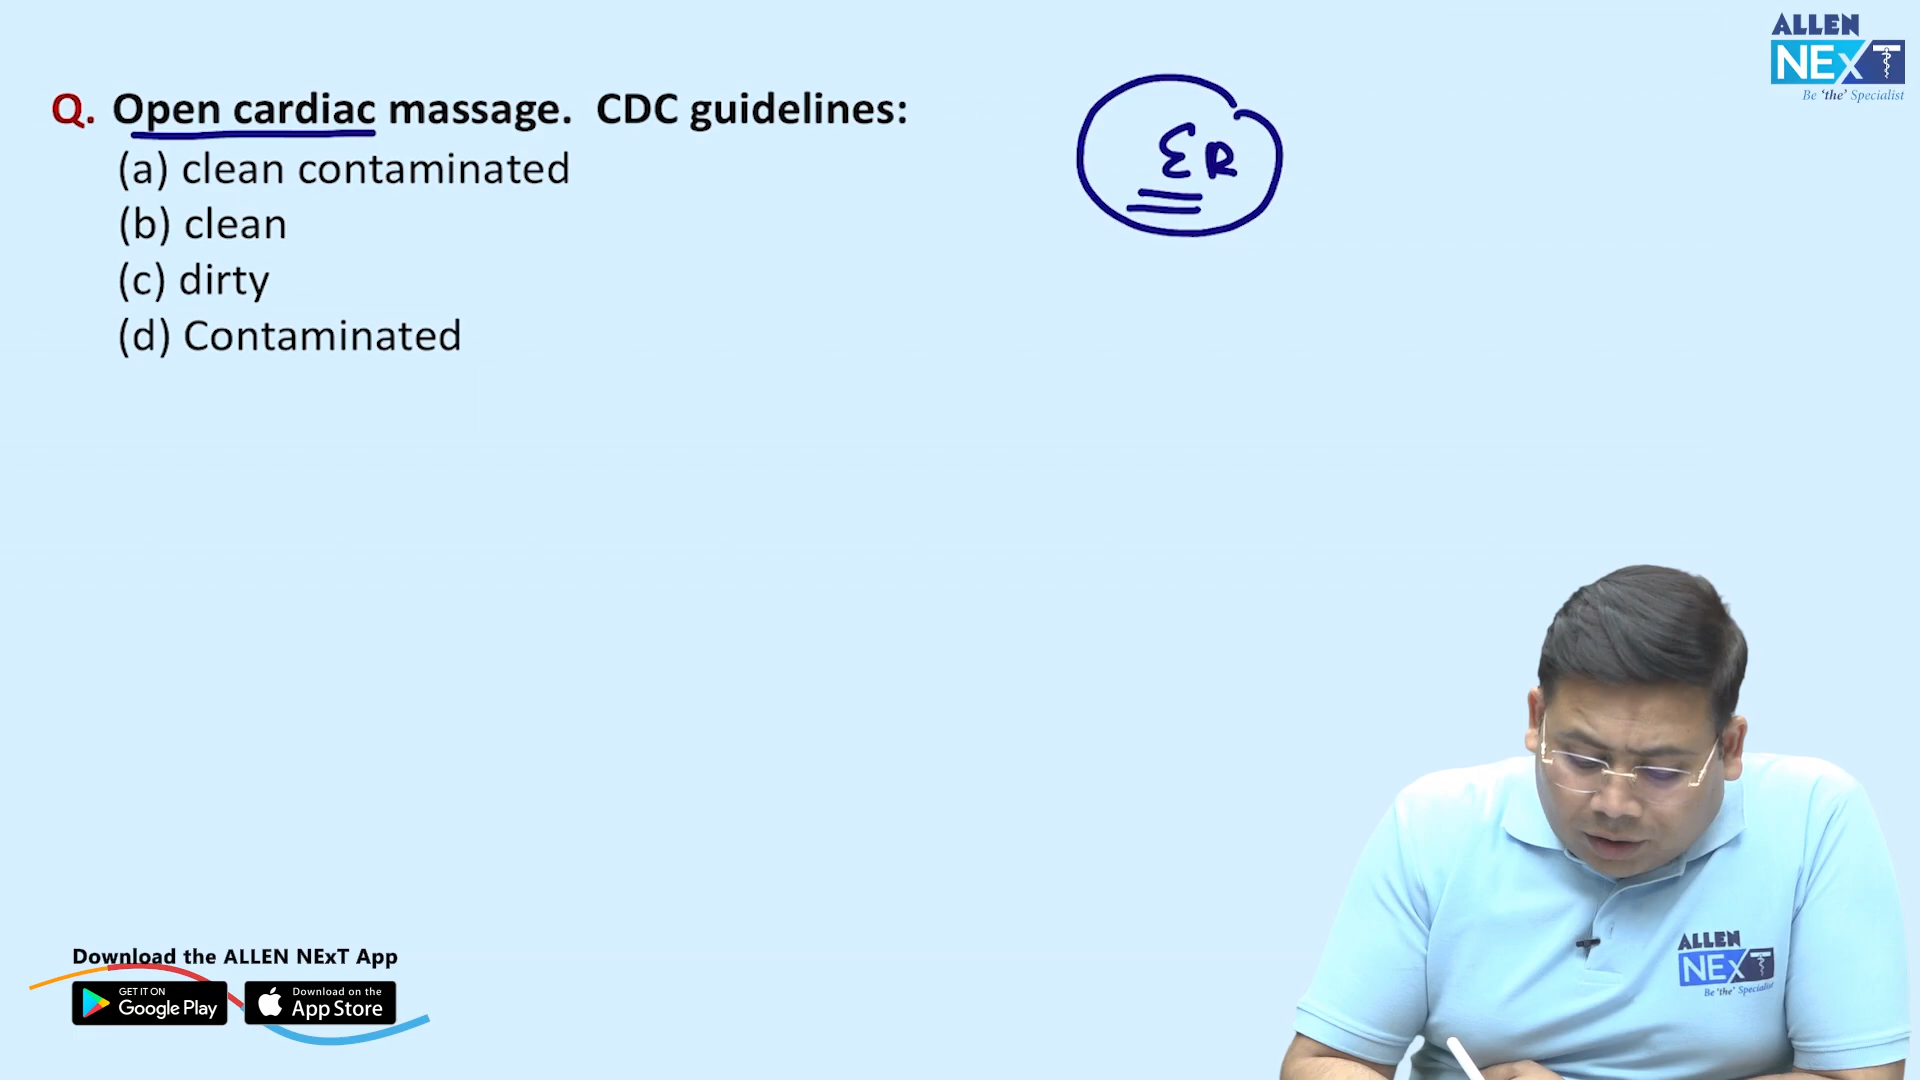 ALLEN
NExT
Be 'the' Specialist
Q. Open cardiac massage. CDC guidelines:
(a) clean contaminated
(b) clean
(c) dirty
(d) Contaminated
ER
ALLEN
NExT
Be 'the' Specialist
Download the ALLEN NExT App
GET IT ON
Google Play
Download on the
App Store